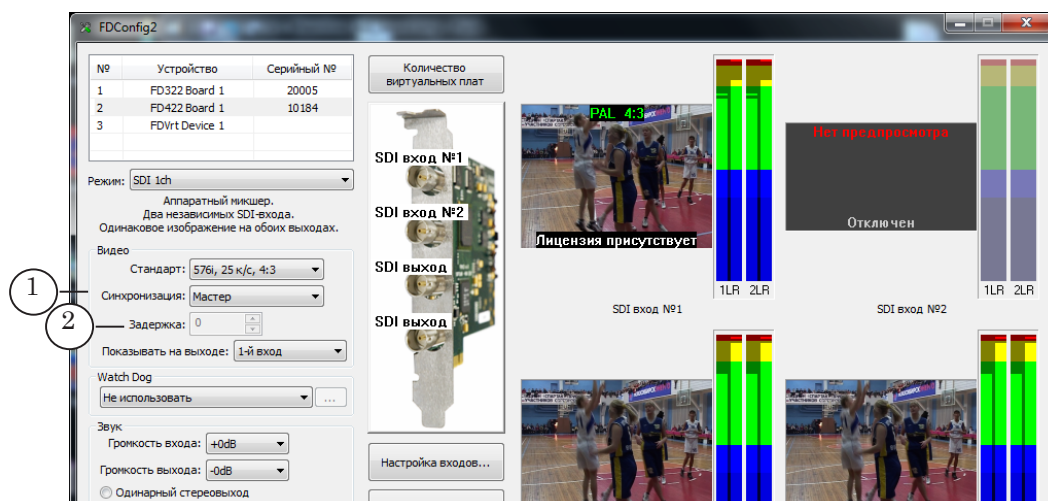 FDConfig2
№ Устройство Серийный №
1 FD322 Board 1 20005
2 FD422 Board 1 10184
3 FDVrt Device 1
Режим: SDI 1ch
Аппаратный микшер.
Два независимых SDI-входа.
Одинаковое изображение на обоих выходах.
Видео
Стандарт: 576i, 25 к/с, 4:3
1
Синхронизация: Мастер
2
Задержка: 0
Показывать на выходе: 1-й вход
Watch Dog
Не использовать ...
Звук
Громкость входа: +0dB
Громкость выхода: -0dB
Одинарный стереовыход
Количество
виртуальных плат
SDI вход №1
SDI вход №2
SDI выход
SDI выход
Настройка входов...
PAL 4:3
Лицензия присутствует
1LR 2LR
SDI вход №1
Нет предпросмотра
Отключен
1LR 2LR
SDI вход №2